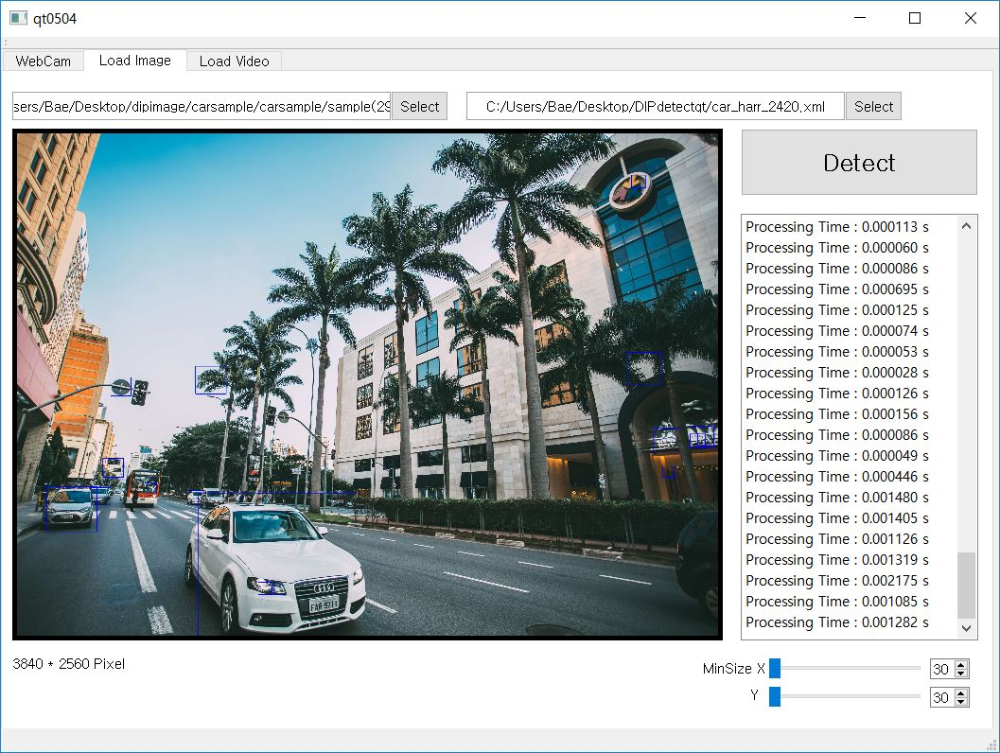 qt0504
WebCam
Load Image
Load Video
sers/Bae/Desktop/dipimage/carsample/carsample/sample(29
Select
C:/Users/Bae/Desktop/DIPdetectqt/car_harr_2420.xml
Select
Detect
Processing Time : 0.000113 s
Processing Time : 0.000060 s
Processing Time : 0.000086 s
Processing Time : 0.000695 s
Processing Time : 0.000125 s
Processing Time : 0.000074 s
Processing Time : 0.000053 s
Processing Time : 0.000028 s
Processing Time : 0.000126 s
Processing Time : 0.000156 s
Processing Time : 0.000086 s
Processing Time : 0.000049 s
Processing Time : 0.000446 s
Processing Time : 0.001480 s
Processing Time : 0.001405 s
Processing Time : 0.001126 s
Processing Time : 0.001319 s
Processing Time : 0.002175 s
Processing Time : 0.001085 s
Processing Time : 0.001282 s
3840 * 2560 Pixel
MinSize X
30
Y
30